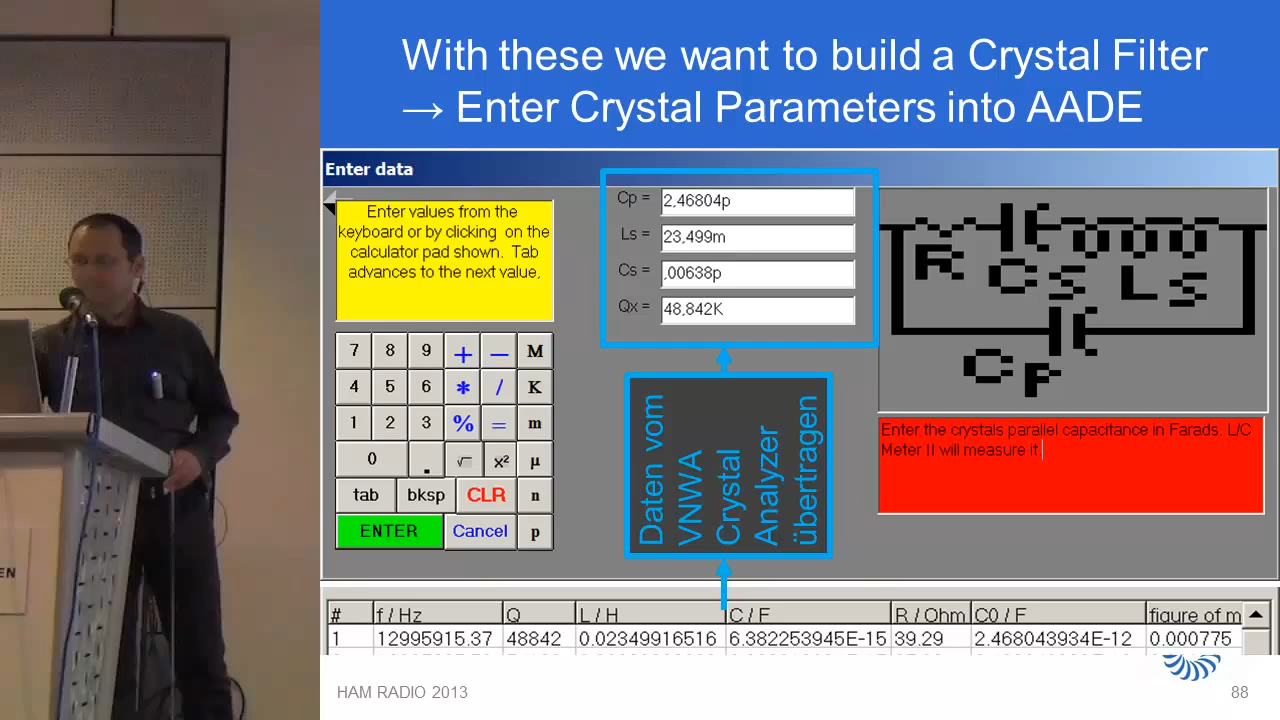 With these we want to build a Crystal Filter
→ Enter Crystal Parameters into AADE
Enter data
Enter values from the
keyboard or by clicking on the
calculator pad shown. Tab
advances to the next value,
Cp = 2,46804p
Ls = 23,499m
Cs = ,00638p
Qx = 48,842K
R Cs Ls
Cp
7 8 9 + – M
4 5 6 * / K
1 2 3 % = m
0 . √ x² µ
tab bksp CLR n
ENTER Cancel p
Daten vom
VNWA
Crystal
Analyzer
übertragen
Enter the crystals parallel capacitance in Farads. L/C
Meter II will measure it
# f / Hz Q L / H C / F R / Ohm C0 / F figure of m
1 12995915.37 48842 0.02349916516 6.382253945E-15 39.29 2.468043934E-12 0.000775
EN
HAM RADIO 2013
88